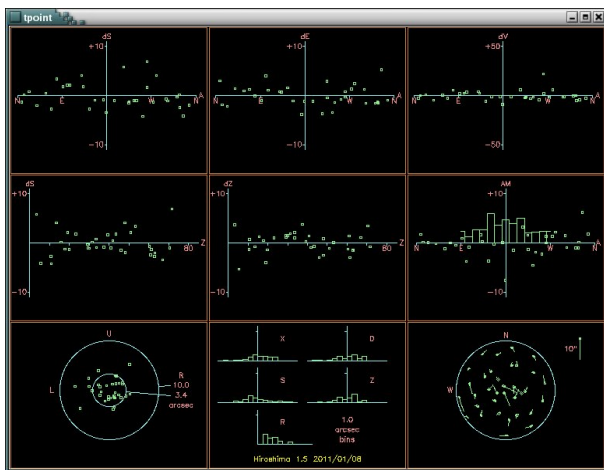 tpoint
dS
+10
N E W N A
-10
dE
+10
N E W N A
-10
dV
+50
N E W N A
-50
dS
+10
80 Z
-10
dZ
+10
80 Z
-10
AM
+10
N E W N A
-10
U
L
R
10.0
3.4
arcsec
X
D
S
Z
R
1.0
arcsec
bins
Hiroshima 1.5 2011/01/08
N
W
10"